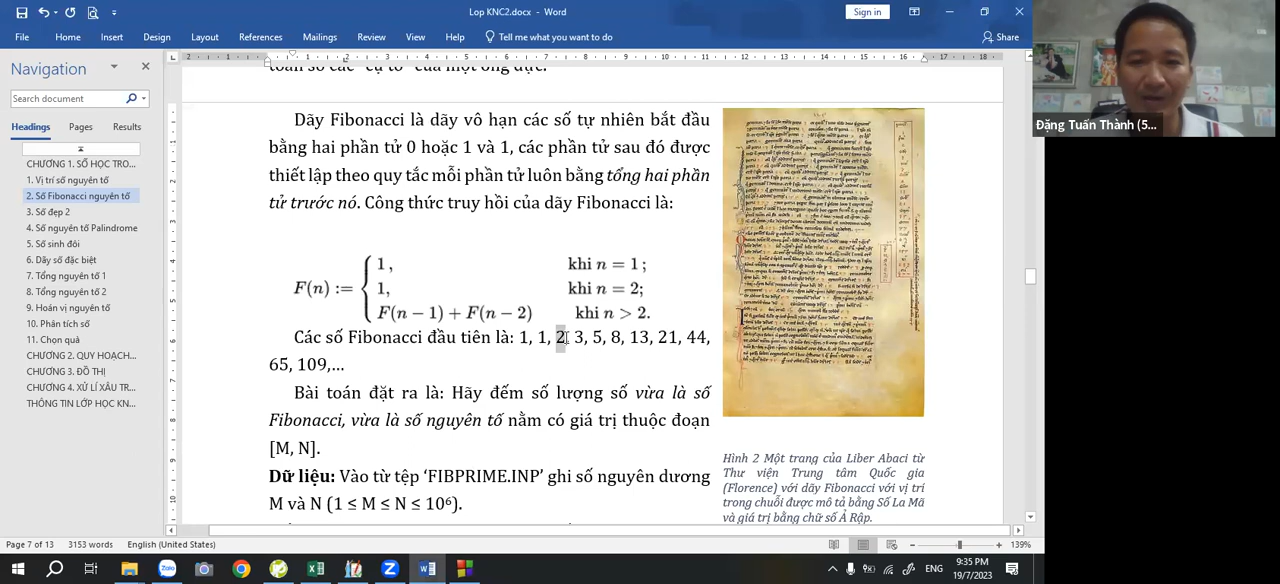 Lop KNC2.docx - Word
Sign in
File Home Insert Design Layout References Mailings Review View Help Tell me what you want to do Share
Navigation
Search document
Headings Pages Results
CHƯƠNG 1. SỐ HỌC TRO...
1. Vị trí số nguyên tố
2. Số Fibonacci nguyên tố
3. Số đẹp 2
4. Số nguyên tố Palindrome
5. Số sinh đôi
6. Dãy số đặc biệt
7. Tổng nguyên tố 1
8. Tổng nguyên tố 2
9. Hoán vị nguyên tố
10. Phân tích số
11. Chọn quà
CHƯƠNG 2. QUY HOẠCH...
CHƯƠNG 3. ĐỒ THỊ
CHƯƠNG 4. XỬ LÍ XÂU TR...
THÔNG TIN LỚP HỌC KN...
Dãy Fibonacci là dãy vô hạn các số tự nhiên bắt đầu
bằng hai phần tử 0 hoặc 1 và 1, các phần tử sau đó được
thiết lập theo quy tắc mỗi phần tử luôn bằng tổng hai phần
tử trước nó. Công thức truy hồi của dãy Fibonacci là:
F(n) := { 1, khi n = 1;
1, khi n = 2;
F(n − 1) + F(n − 2) khi n > 2.
Các số Fibonacci đầu tiên là: 1, 1, 2, 3, 5, 8, 13, 21, 44,
65, 109,...
Bài toán đặt ra là: Hãy đếm số lượng số vừa là số
Fibonacci, vừa là số nguyên tố nằm có giá trị thuộc đoạn
[M, N].
Dữ liệu: Vào từ tệp ‘FIBPRIME.INP’ ghi số nguyên dương
M và N (1 ≤ M ≤ N ≤ 10⁶).
Hình 2 Một trang của Liber Abaci từ
Thư viện Trung tâm Quốc gia
(Florence) với dãy Fibonacci với vị trí
trong chuỗi được mô tả bằng Số La Mã
và giá trị bằng chữ số Ả Rập.
Đặng Tuấn Thành (5...
Page 7 of 13 3153 words English (United States) 139%
Zalo
ENG
9:35 PM
19/7/2023